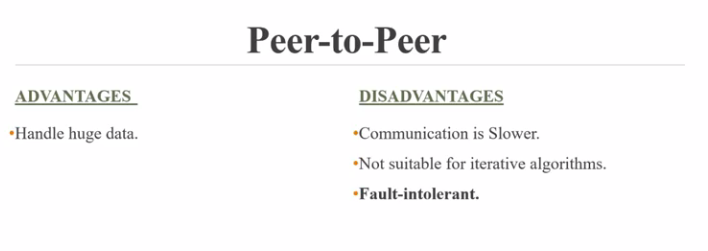 Peer-to-Peer
ADVANTAGES
•Handle huge data.
DISADVANTAGES
•Communication is Slower.
•Not suitable for iterative algorithms.
•Fault-intolerant.